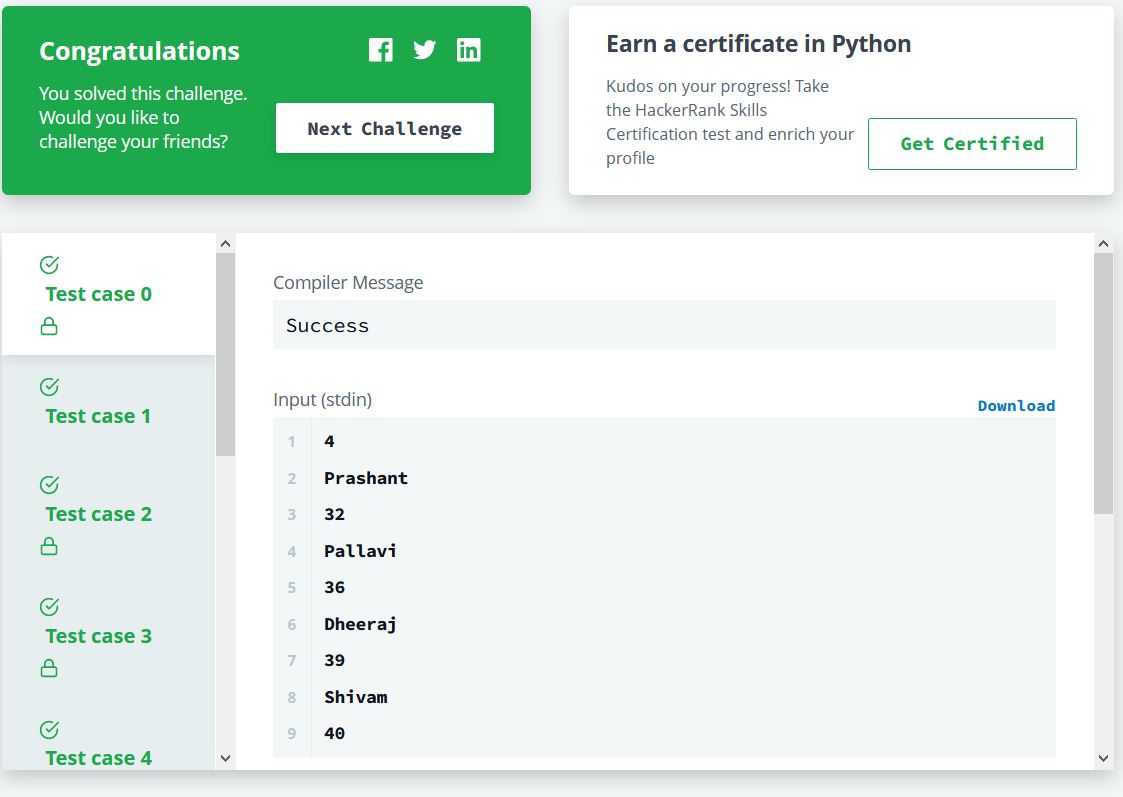 Congratulations
You solved this challenge.
Would you like to
challenge your friends?
Next Challenge
Earn a certificate in Python
Kudos on your progress! Take
the HackerRank Skills
Certification test and enrich your
profile
Get Certified
Test case 0
Test case 1
Test case 2
Test case 3
Test case 4
Compiler Message
Success
Input (stdin)
Download
1 4
2 Prashant
3 32
4 Pallavi
5 36
6 Dheeraj
7 39
8 Shivam
9 40